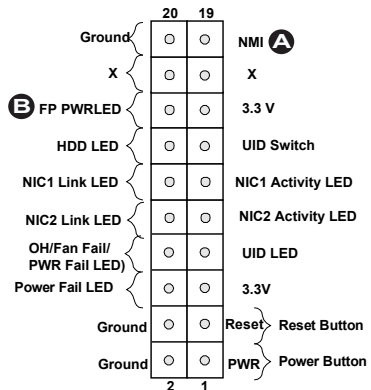 20 19
Ground NMI A
X X
B FP PWRLED 3.3 V
HDD LED UID Switch
NIC1 Link LED NIC1 Activity LED
NIC2 Link LED NIC2 Activity LED
OH/Fan Fail/
PWR Fail LED) UID LED
Power Fail LED 3.3V
Ground Reset Reset Button
Ground PWR Power Button
2 1